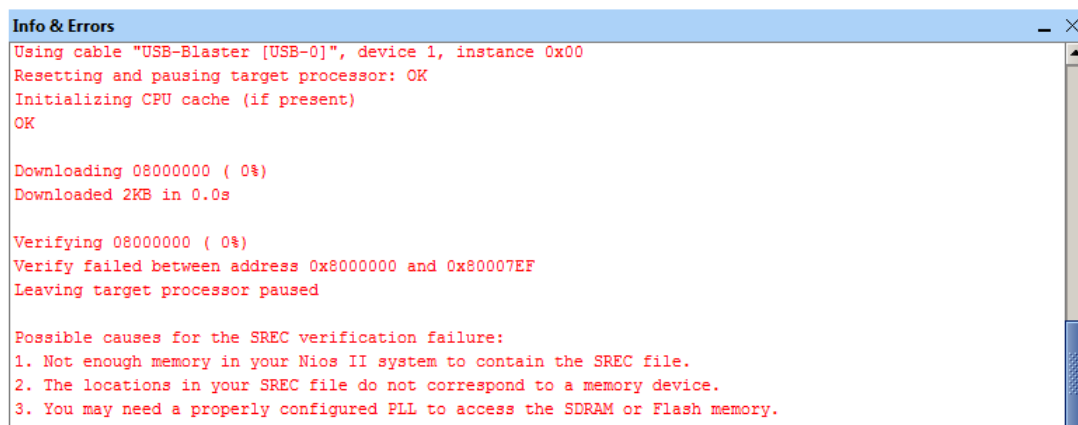 Info & Errors
Using cable "USB-Blaster [USB-0]", device 1, instance 0x00
Resetting and pausing target processor: OK
Initializing CPU cache (if present)
OK
Downloading 08000000 ( 0%)
Downloaded 2KB in 0.0s
Verifying 08000000 ( 0%)
Verify failed between address 0x8000000 and 0x80007EF
Leaving target processor paused
Possible causes for the SREC verification failure:
1. Not enough memory in your Nios II system to contain the SREC file.
2. The locations in your SREC file do not correspond to a memory device.
3. You may need a properly configured PLL to access the SDRAM or Flash memory.